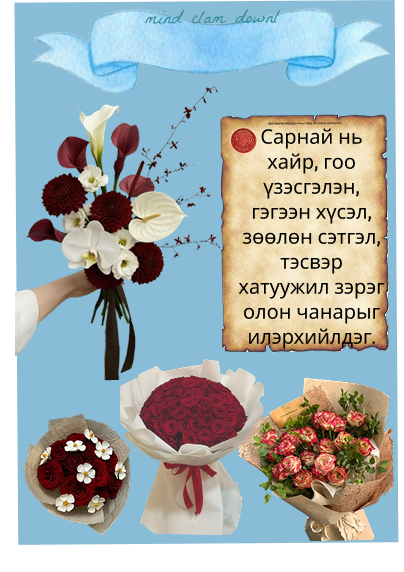 mind clam down!
Сарнай нь
хайр, гоо
үзэсгэлэн,
гэгээн хүсэл,
зөөлөн сэтгэл,
тэсвэр
хатуужил зэрэг
олон чанарыг
илэрхийлдэг.